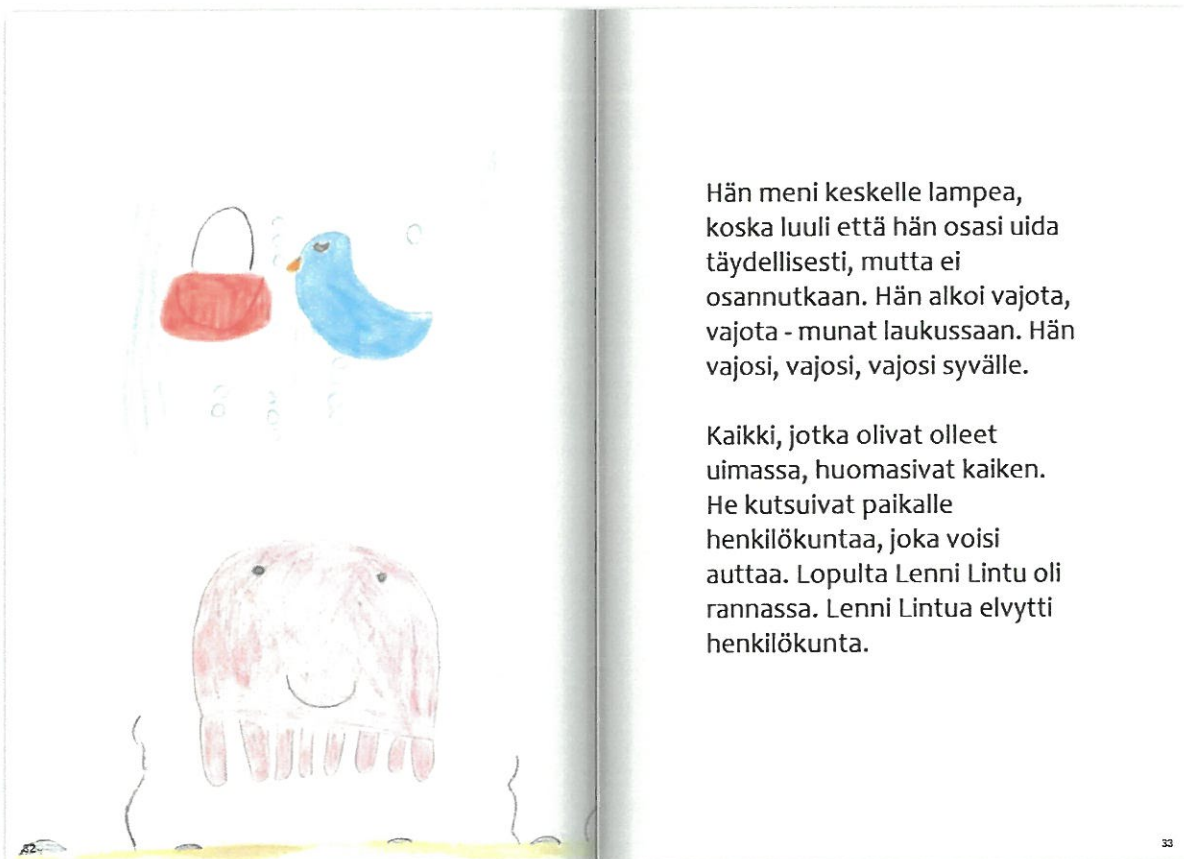 Hän meni keskelle lampea,
koska luuli että hän osasi uida
täydellisesti, mutta ei
osannutkaan. Hän alkoi vajota,
vajota - munat laukussaan. Hän
vajosi, vajosi, vajosi syvälle.
Kaikki, jotka olivat olleet
uimassa, huomasivat kaiken.
He kutsuivat paikalle
henkilökuntaa, joka voisi
auttaa. Lopulta Lenni Lintu oli
rannassa. Lenni Lintua elvytti
henkilökunta.
32
33